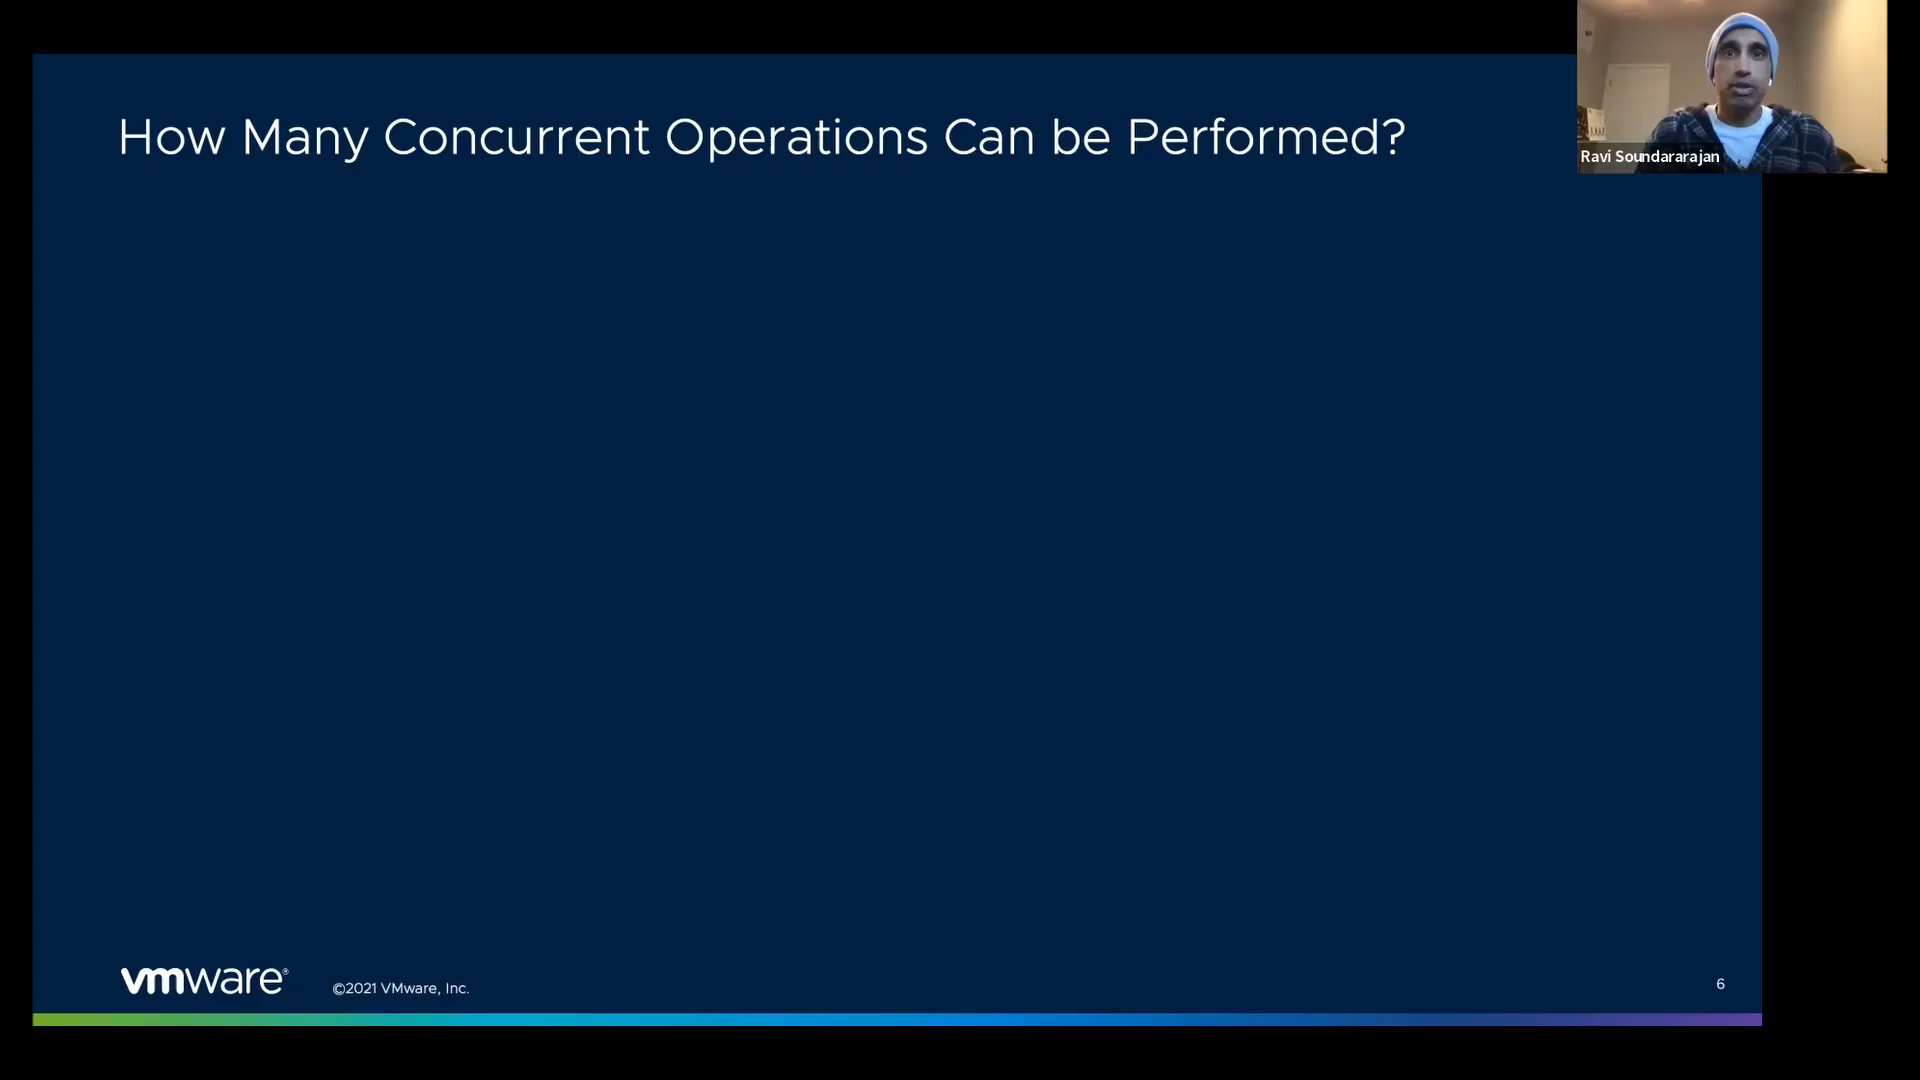 How Many Concurrent Operations Can be Performed?
Ravi Soundararajan
vmware®
©2021 VMware, Inc.
6